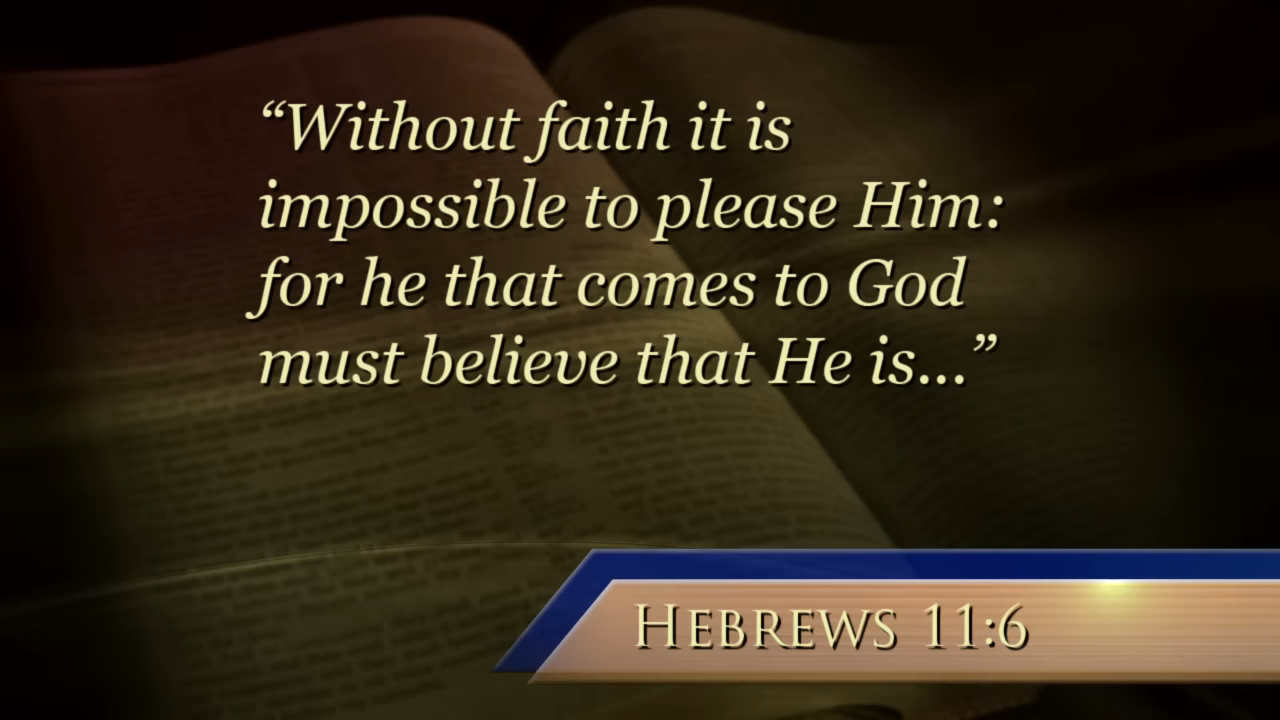 “Without faith it is
impossible to please Him:
for he that comes to God
must believe that He is...”
HEBREWS 11:6